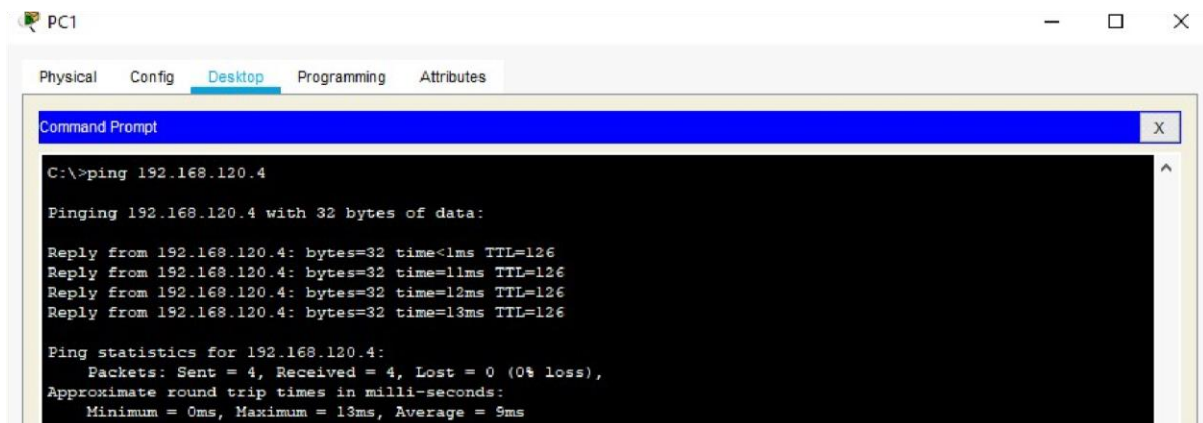 PC1
Physical Config Desktop Programming Attributes
Command Prompt
X
C:\>ping 192.168.120.4
Pinging 192.168.120.4 with 32 bytes of data:
Reply from 192.168.120.4: bytes=32 time<1ms TTL=126
Reply from 192.168.120.4: bytes=32 time=11ms TTL=126
Reply from 192.168.120.4: bytes=32 time=12ms TTL=126
Reply from 192.168.120.4: bytes=32 time=13ms TTL=126
Ping statistics for 192.168.120.4:
Packets: Sent = 4, Received = 4, Lost = 0 (0% loss),
Approximate round trip times in milli-seconds:
Minimum = 0ms, Maximum = 13ms, Average = 9ms